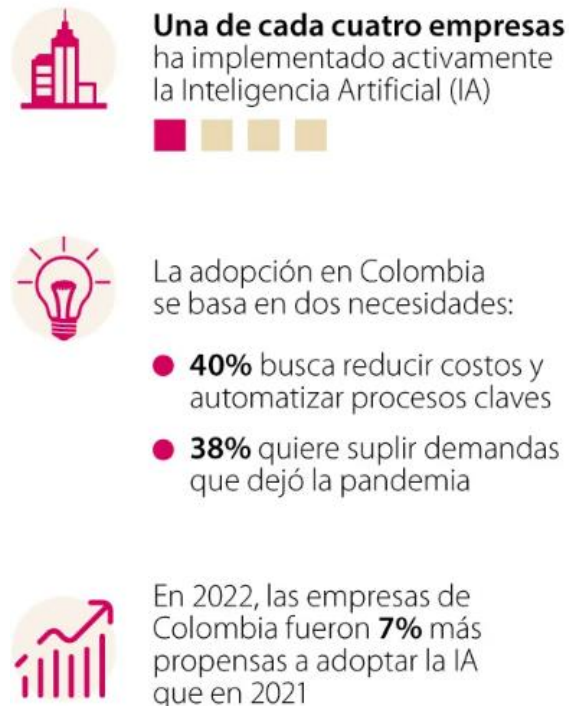 Una de cada cuatro empresas
ha implementado activamente
la Inteligencia Artificial (IA)
La adopción en Colombia
se basa en dos necesidades:
40% busca reducir costos y
automatizar procesos claves
38% quiere suplir demandas
que dejó la pandemia
En 2022, las empresas de
Colombia fueron 7% más
propensas a adoptar la IA
que en 2021